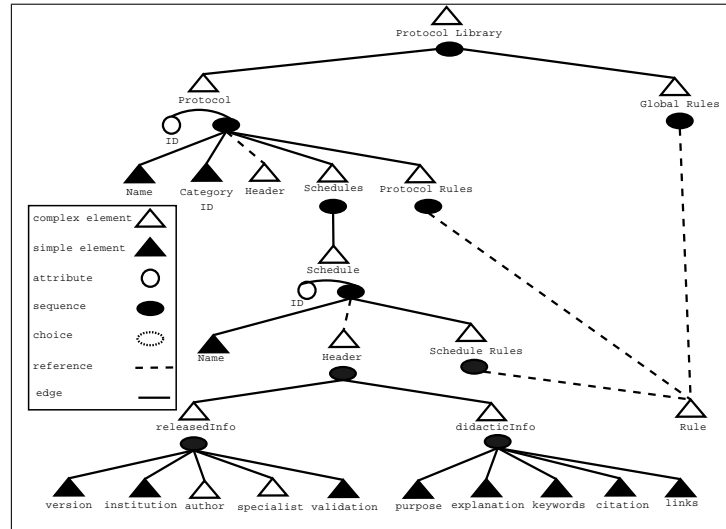 Protocol Library
Protocol
Global Rules
ID
Name
Category
ID
Header
Schedules
Protocol Rules
complex element
simple element
attribute
sequence
choice
reference
edge
Schedule
ID
Name
Header
Schedule Rules
Rule
releasedInfo
didacticInfo
version
institution
author
specialist
validation
purpose
explanation
keywords
citation
links